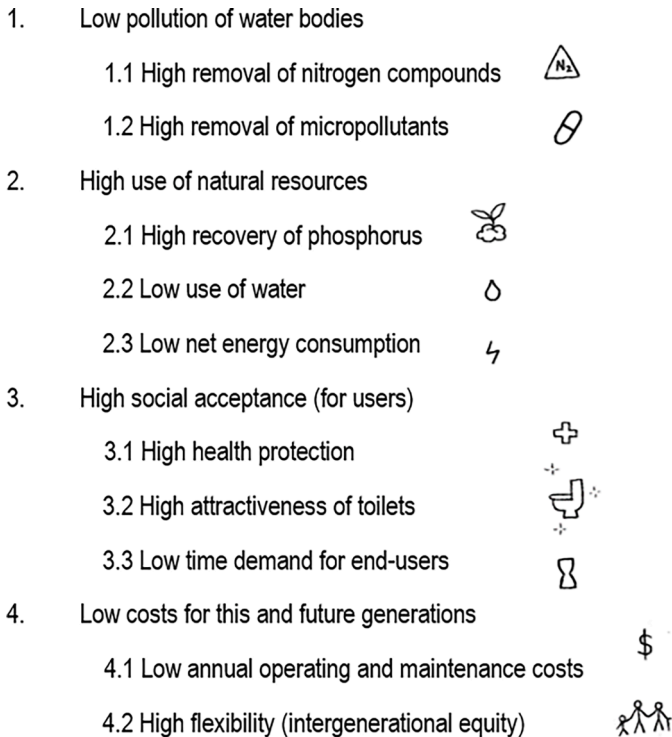 1. Low pollution of water bodies
1.1 High removal of nitrogen compounds
N₂
1.2 High removal of micropollutants
2. High use of natural resources
2.1 High recovery of phosphorus
2.2 Low use of water
2.3 Low net energy consumption
3. High social acceptance (for users)
3.1 High health protection
3.2 High attractiveness of toilets
3.3 Low time demand for end-users
4. Low costs for this and future generations
$
4.1 Low annual operating and maintenance costs
4.2 High flexibility (intergenerational equity)